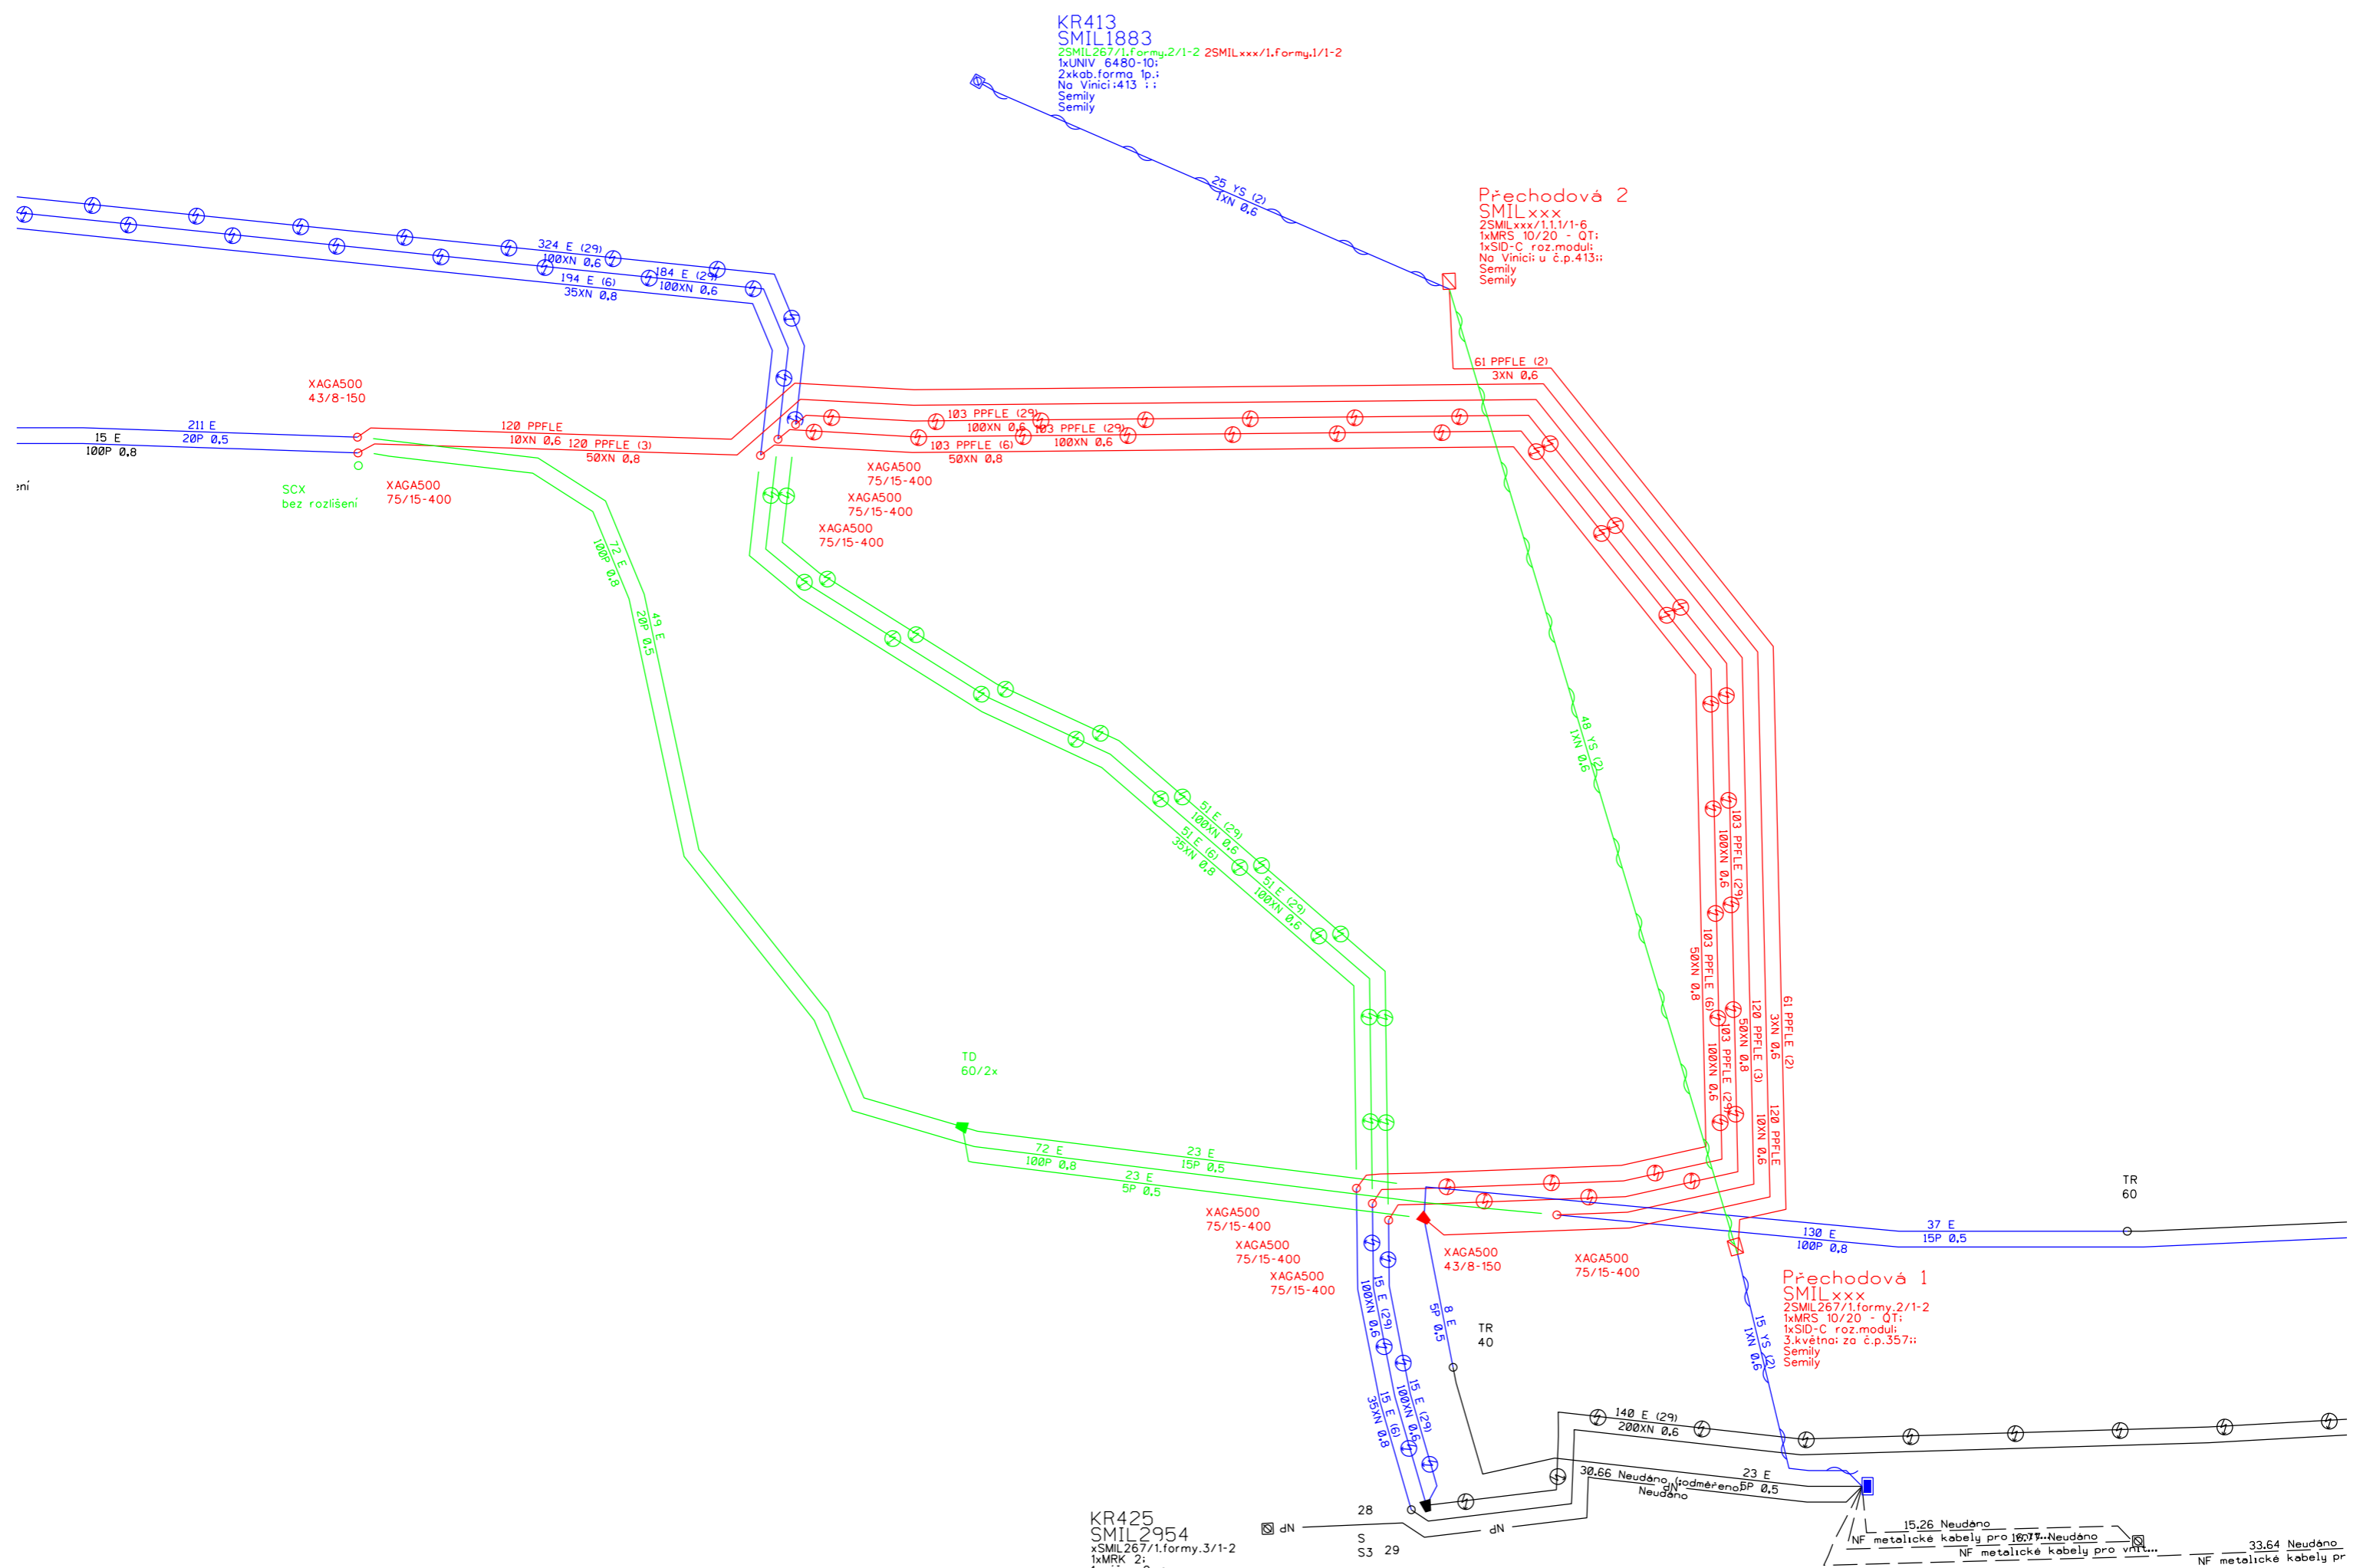 KR413
SMIL1883
2SMIL267/1.formy.2/1-2 2SMILxxx/1.formy.1/1-2
1xUNIV 6480-10;
2xkab.forma 1p.;
Na Vinici;413 ; ;
Semily
Semily
25 YS (2)
1XN 0.6
Přechodová 2
SMILxxx
2SMILxxx/1.1.1/1-6
1xMRS 10/20 - QT;
1xSID-C roz.modul;
Na Vinici; u č.p.413;;
Semily
Semily
324 E (29)
100XN 0.6
184 E (29)
100XN 0.6
194 E (6)
35XN 0.8
61 PPFLE (2)
3XN 0.6
XAGA500
43/8-150
211 E
20P 0.5
15 E
100P 0.8
120 PPFLE
10XN 0.6
120 PPFLE (3)
50XN 0.8
103 PPFLE (29)
100XN 0.6
103 PPFLE (29)
100XN 0.6
103 PPFLE (6)
50XN 0.8
XAGA500
75/15-400
XAGA500
75/15-400
XAGA500
75/15-400
ení
SCX
bez rozlišení
XAGA500
75/15-400
72 E
100P 0.8
49 E
20P 0.5
48 YS (2)
1XN 0.6
51 E (29)
100XN 0.6
51 E (6)
35XN 0.8
51 E (29)
100XN 0.6
103 PPFLE (29)
100XN 0.6
103 PPFLE (6)
50XN 0.8
103 PPFLE (29)
100XN 0.6
120 PPFLE (3)
50XN 0.8
61 PPFLE (2)
3XN 0.6
120 PPFLE
10XN 0.6
TD
60/2x
72 E
100P 0.8
23 E
15P 0.5
23 E
5P 0.5
XAGA500
75/15-400
XAGA500
75/15-400
XAGA500
75/15-400
XAGA500
43/8-150
XAGA500
75/15-400
TR
60
37 E
15P 0.5
130 E
100P 0.8
Přechodová 1
SMILxxx
2SMIL267/1.formy.2/1-2
1xMRS 10/20 - QT;
1xSID-C roz.modul;
3.května; za č.p.357;;
Semily
Semily
15 YS (2)
1XN 0.6
8 E
5P 0.5
TR
40
15 E (29)
100XN 0.6
15 E (29)
100XN 0.6
15 E (6)
35XN 0.8
140 E (29)
200XN 0.6
23 E
5P 0.5
30.66 Neudáno (;odměřeno)
Neudáno
dN
KR425
SMIL2954
xSMIL267/1.formy.3/1-2
1xMRK 2;
dN
28
S
S3 29
dN
dN
15.26 Neudáno
NF metalické kabely pro
16.77 Neudáno
NF metalické kabely pro vnit...
33.64 Neudáno
NF metalické kabely pr